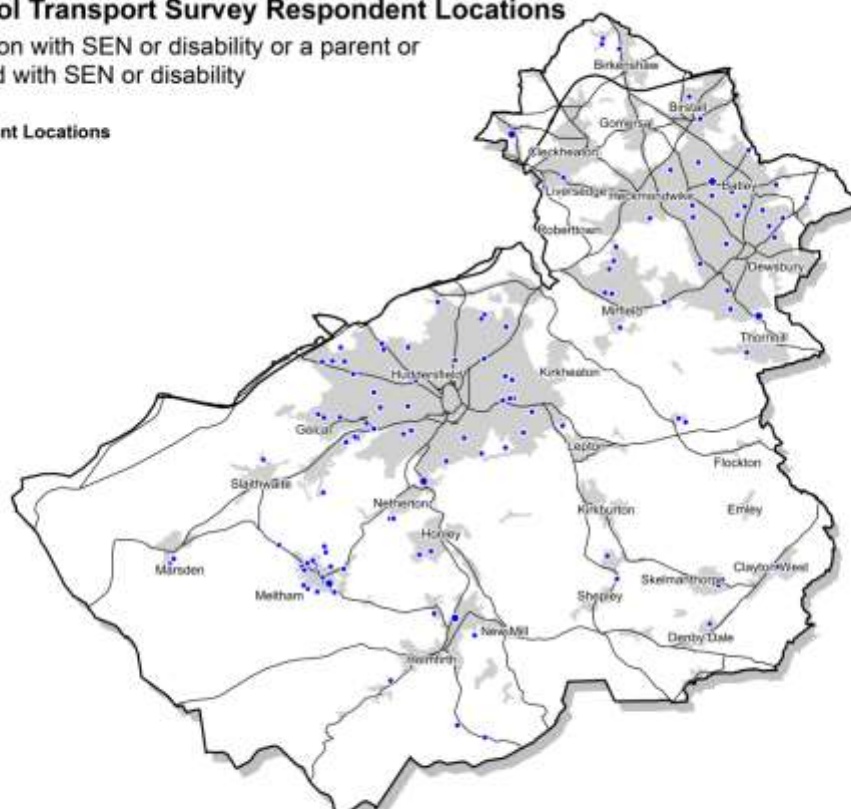 ol Transport Survey Respondent Locations
on with SEN or disability or a parent or
d with SEN or disability
nt Locations
Birkenshaw
Birstall
Gomersal
Cleckheaton
Batley
Liversedge
Heckmondwike
Roberttown
Dewsbury
Mirfield
Thornhill
Huddersfield
Kirkheaton
Golcar
Lepton
Flockton
Slaithwaite
Netherton
Kirkburton
Emley
Honley
Marsden
Clayton West
Skelmanthorpe
Meltham
Shepley
New Mill
Denby Dale
Holmfirth